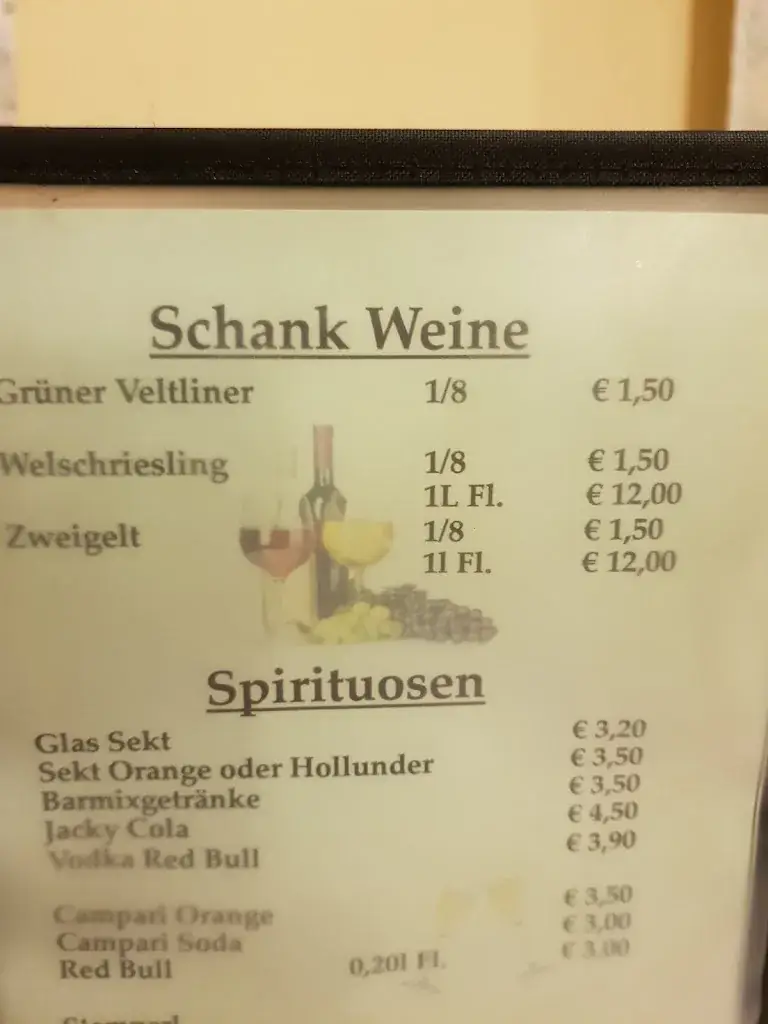 Schank Weine
Grüner Veltliner 1/8 € 1,50
Welschriesling 1/8 € 1,50
1L Fl. € 12,00
Zweigelt 1/8 € 1,50
1l Fl. € 12,00
Spirituosen
Glas Sekt € 3,20
Sekt Orange oder Hollunder € 3,50
Barmixgetränke € 3,50
Jacky Cola € 4,50
Vodka Red Bull € 3,90
Campari Orange € 3,50
Campari Soda € 3,00
Red Bull 0,20l Fl. € 3,00